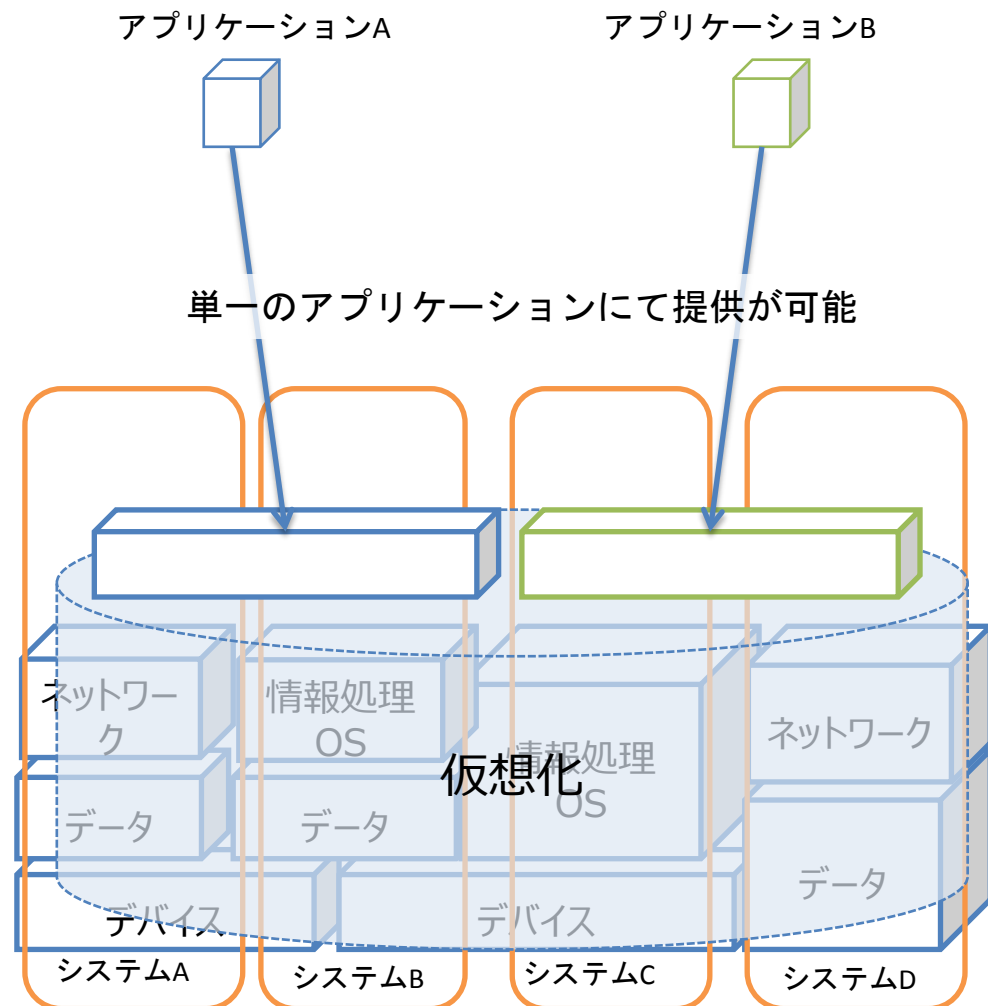 アプリケーションA
アプリケーションB
単一のアプリケーションにて提供が可能
ネットワー
ク
情報処理
OS
情報処理
OS
ネットワーク
仮想化
データ
データ
データ
デバイス
デバイス
システムA
システムB
システムC
システムD